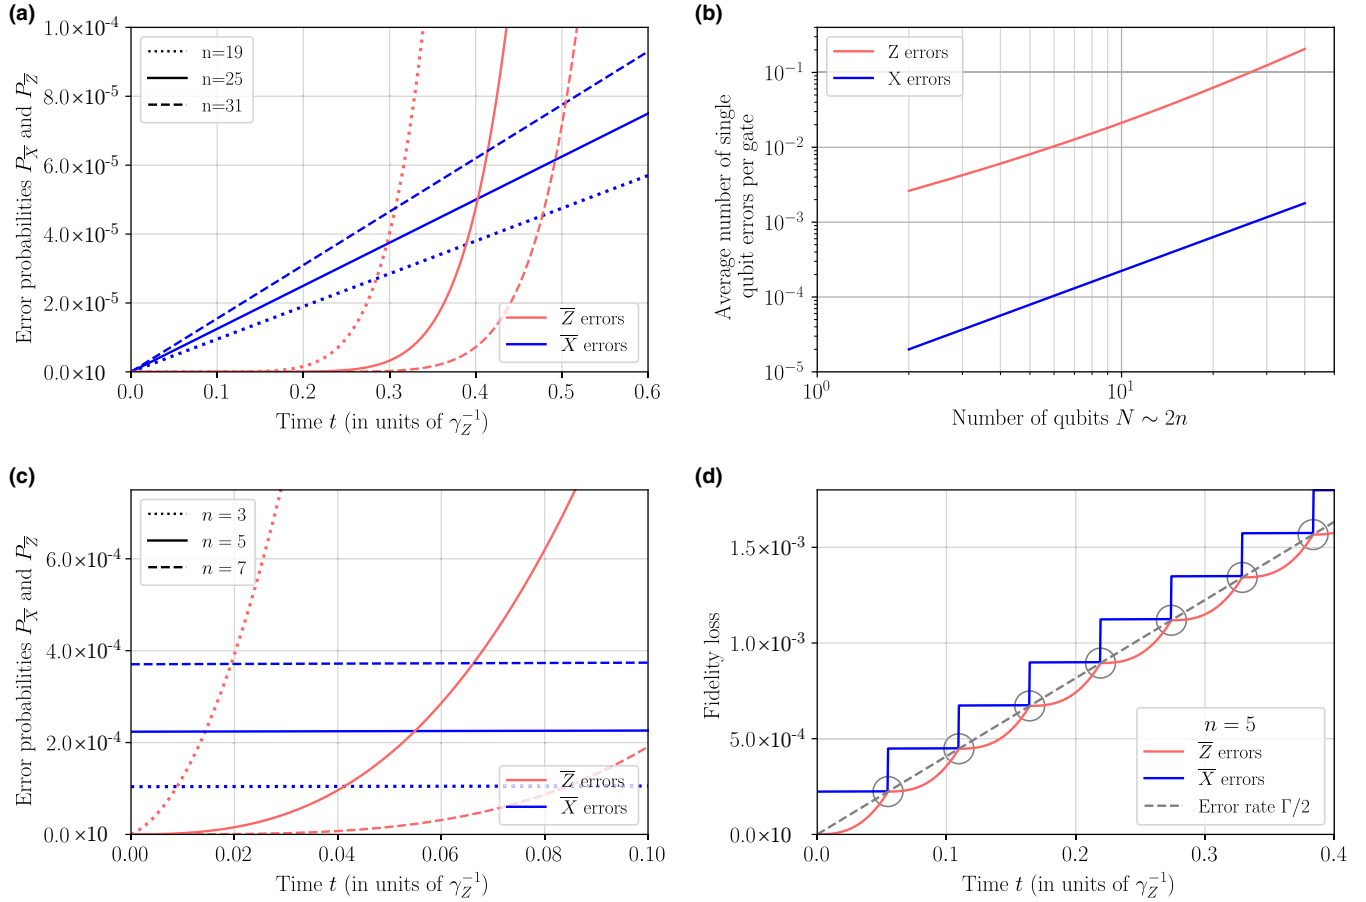 (a)
1.0×10⁻⁴
8.0×10⁻⁵
6.0×10⁻⁵
4.0×10⁻⁵
2.0×10⁻⁵
0.0×10
Error probabilities P_X̅ and P_Z̅
n=19
n=25
n=31
Z̅ errors
X̅ errors
0.0 0.1 0.2 0.3 0.4 0.5 0.6
Time t (in units of γ_Z⁻¹)
(b)
10⁻¹
10⁻²
10⁻³
10⁻⁴
10⁻⁵
Average number of single
qubit errors per gate
Z errors
X errors
10⁰ 10¹
Number of qubits N ∼ 2n
(c)
6.0×10⁻⁴
4.0×10⁻⁴
2.0×10⁻⁴
0.0×10
Error probabilities P_X̅ and P_Z̅
n = 3
n = 5
n = 7
Z̅ errors
X̅ errors
0.00 0.02 0.04 0.06 0.08 0.10
Time t (in units of γ_Z⁻¹)
(d)
1.5×10⁻³
1.0×10⁻³
5.0×10⁻⁴
0.0×10
Fidelity loss
n = 5
Z̅ errors
X̅ errors
Error rate Γ/2
0.0 0.1 0.2 0.3 0.4
Time t (in units of γ_Z⁻¹)